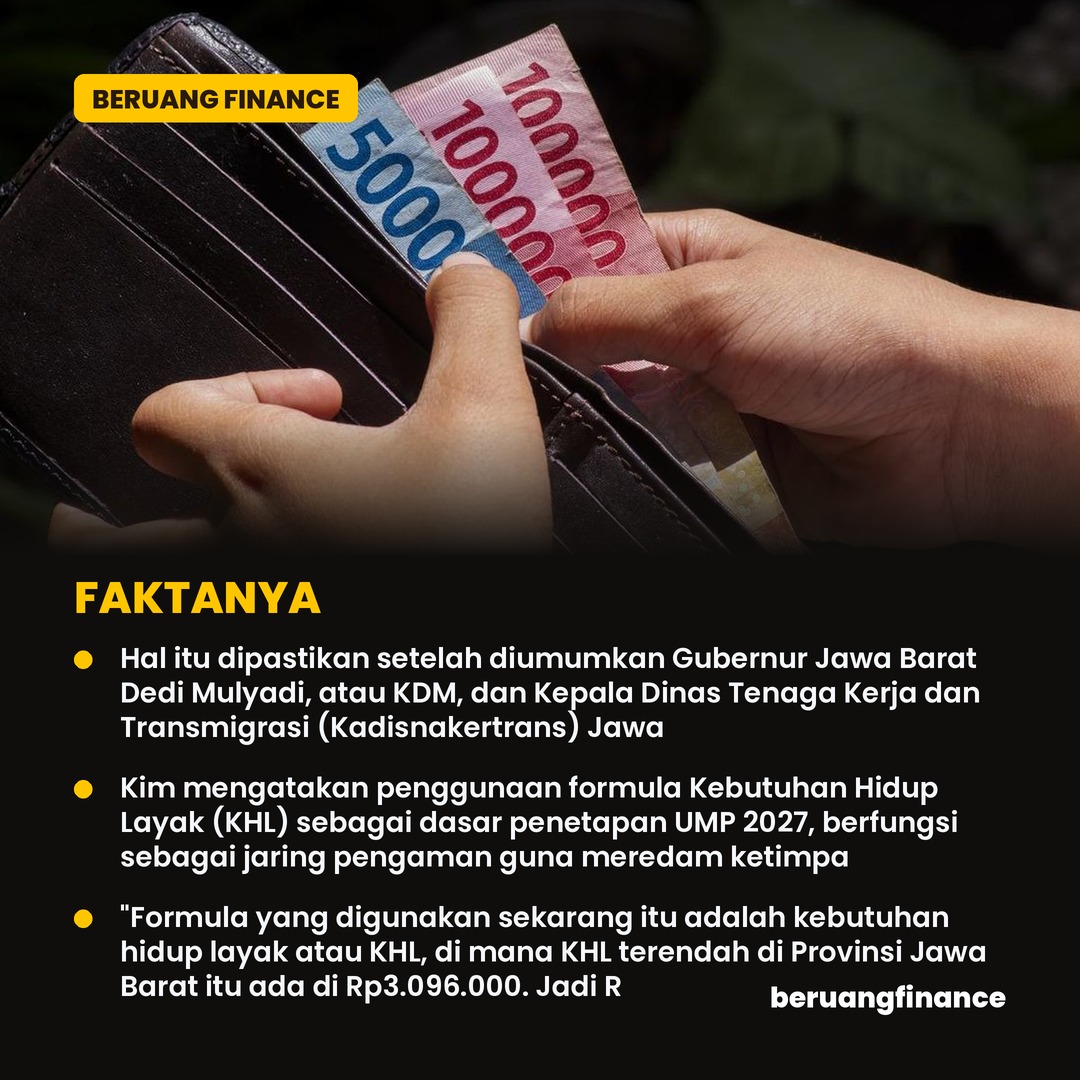 BERUANG FINANCE
5000
100000
100000
FAKTANYA
Hal itu dipastikan setelah diumumkan Gubernur Jawa Barat
Dedi Mulyadi, atau KDM, dan Kepala Dinas Tenaga Kerja dan
Transmigrasi (Kadisnakertrans) Jawa
Kim mengatakan penggunaan formula Kebutuhan Hidup
Layak (KHL) sebagai dasar penetapan UMP 2027, berfungsi
sebagai jaring pengaman guna meredam ketimpa
"Formula yang digunakan sekarang itu adalah kebutuhan
hidup layak atau KHL, di mana KHL terendah di Provinsi Jawa
Barat itu ada di Rp3.096.000. Jadi R
beruangfinance